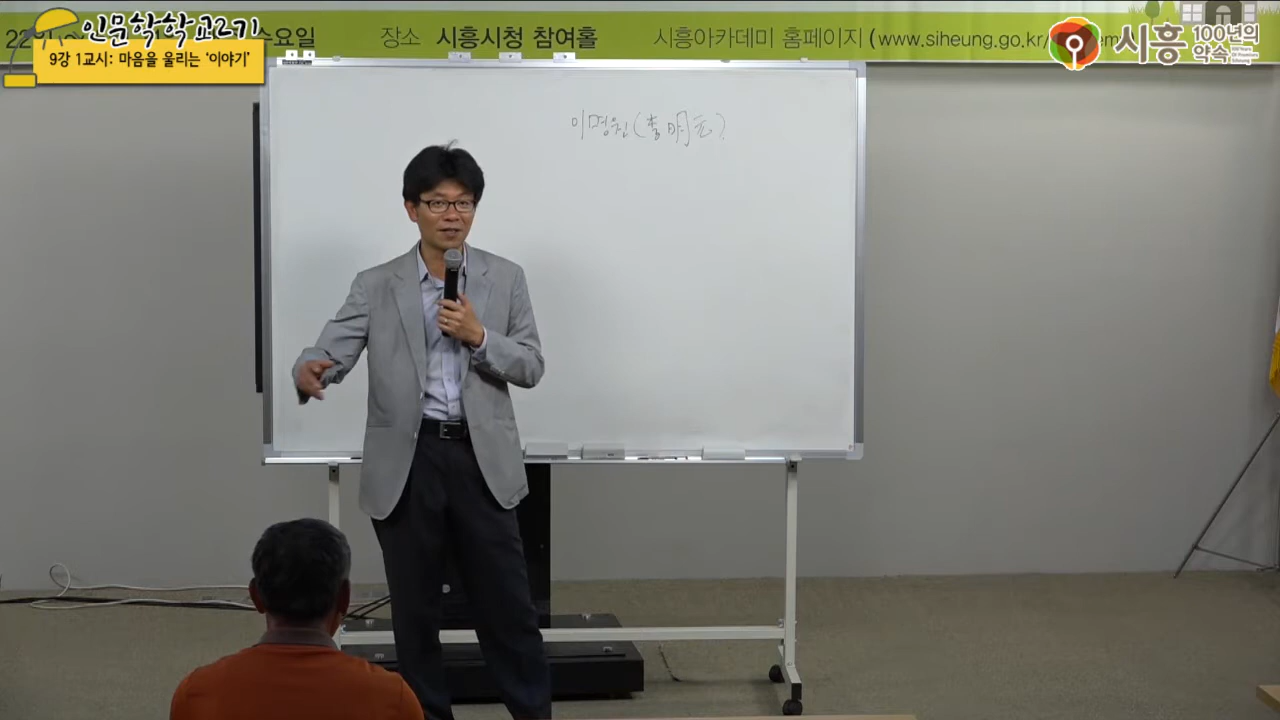 인문학학교2기
9강 1교시: 마음을 울리는 '이야기'
수요일 장소 시흥시청 참여홀 시흥아카데미 홈페이지 (www.siheung.go.kr/
시흥 100년의 약속
이명원(李明元)